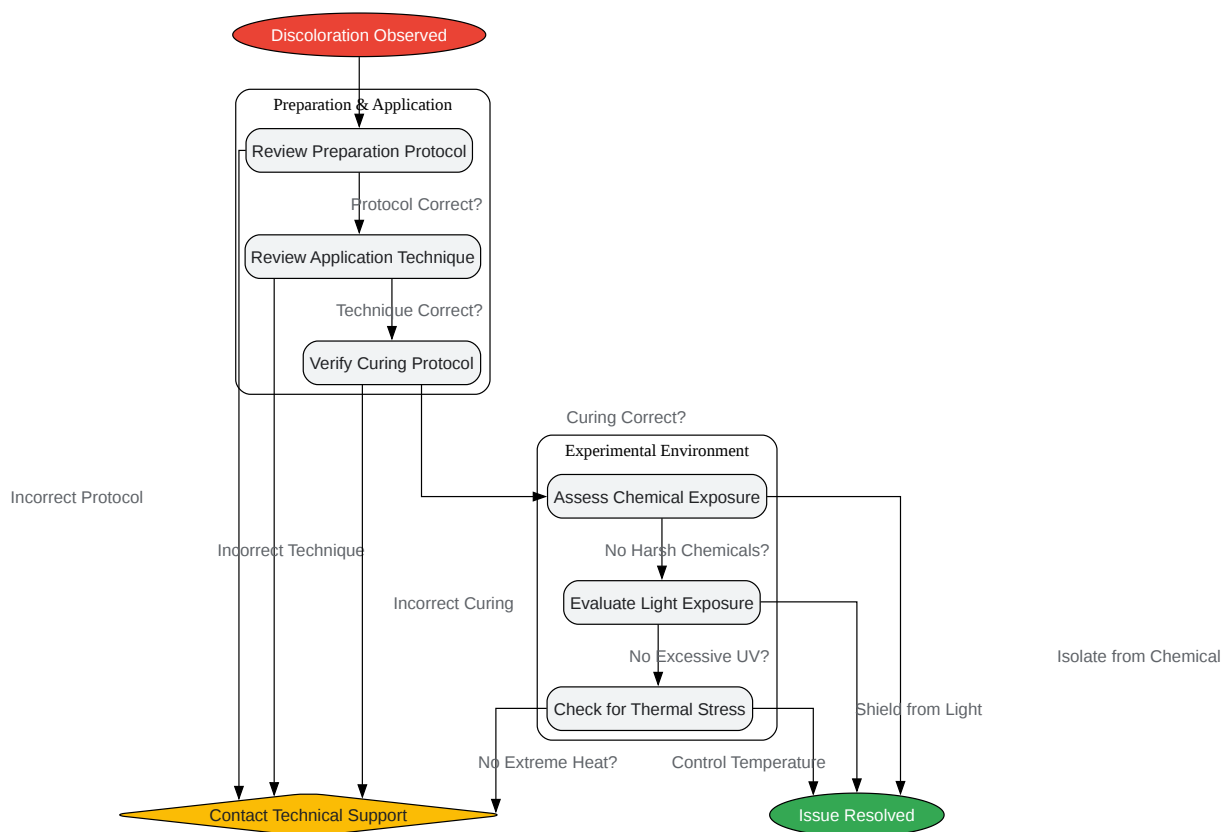 Discoloration Observed
Preparation & Application
Review Preparation Protocol
Protocol Correct?
Review Application Technique
Technique Correct?
Verify Curing Protocol
Curing Correct?
Experimental Environment
Assess Chemical Exposure
Incorrect Protocol
Incorrect Technique
No Harsh Chemicals?
Incorrect Curing
Evaluate Light Exposure
No Excessive UV?
Isolate from Chemical
Check for Thermal Stress
Shield from Light
No Extreme Heat?
Control Temperature
Contact Technical Support
Issue Resolved